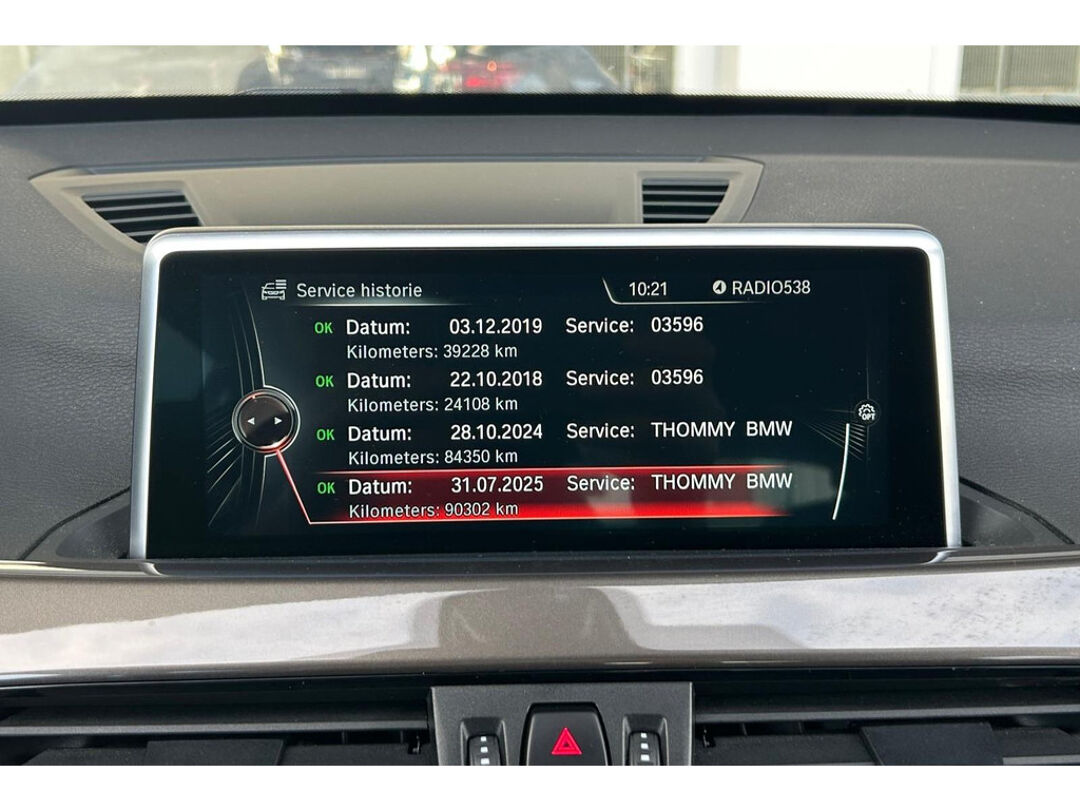 Service historie 10:21 RADIO538
OK Datum: 03.12.2019 Service: 03596
Kilometers: 39228 km
OK Datum: 22.10.2018 Service: 03596
Kilometers: 24108 km
OK Datum: 28.10.2024 Service: THOMMY BMW
Kilometers: 84350 km
OK Datum: 31.07.2025 Service: THOMMY BMW
Kilometers: 90302 km
OPT